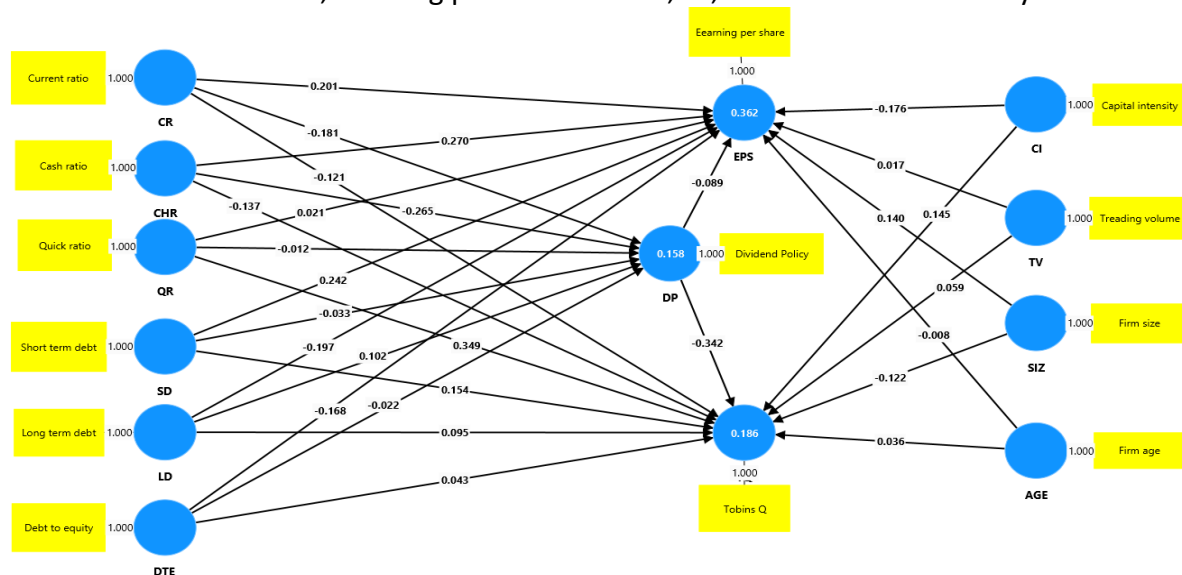 Eearning per share
1.000
Current ratio
1.000
CR
0.201
0.362
EPS
-0.176
1.000
Capital intensity
CI
-0.181
0.270
Cash ratio
1.000
CHR
-0.121
-0.137
-0.265
-0.089
0.017
0.140
0.145
1.000
Treading volume
TV
Quick ratio
1.000
QR
0.021
-0.012
0.158
1.000
Dividend Policy
DP
0.242
0.059
-0.033
Short term debt
1.000
SD
-0.197
0.102
0.349
-0.342
-0.008
1.000
Firm size
SIZ
-0.122
0.154
-0.168
-0.022
Long term debt
1.000
LD
0.095
0.186
0.036
1.000
Firm age
AGE
0.043
1.000
Tobins Q
Debt to equity
1.000
DTE